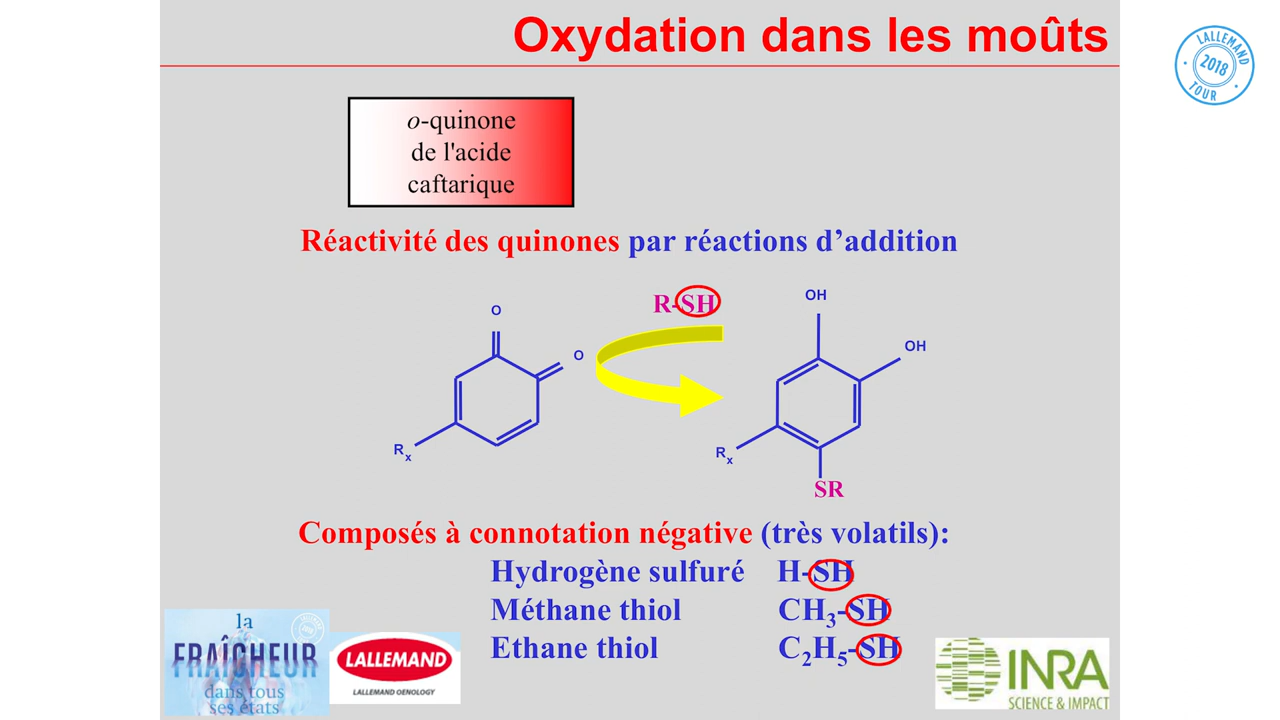 Oxydation dans les moûts
LALLEMAND
2018
TOUR
o-quinone
de l'acide
caftarique
Réactivité des quinones par réactions d’addition
R-SH
O
O
Rx
OH
OH
Rx
SR
Composés à connotation négative (très volatils):
Hydrogène sulfuré H-SH
Méthane thiol CH3-SH
Ethane thiol C2H5-SH
la
FRAÎCHEUR
dans tous
ses états
LALLEMAND
LALLEMAND OENOLOGY
INRA
SCIENCE & IMPACT